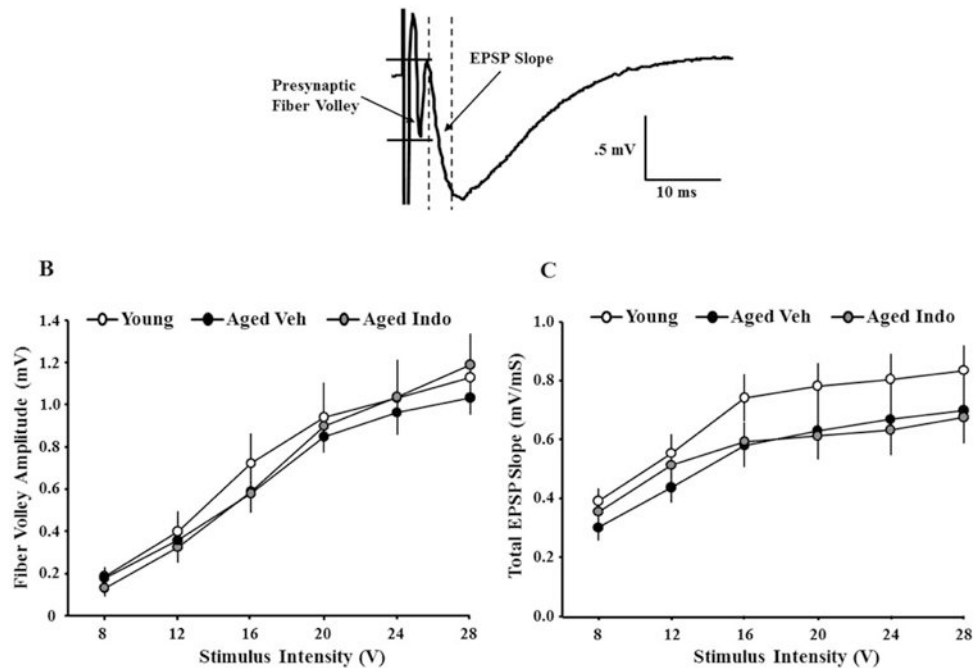 EPSP Slope
Presynaptic
Fiber Volley
.5 mV
10 ms
B
Young Aged Veh Aged Indo
Fiber Volley Amplitude (mV)
1.4
1.2
1.0
0.8
0.6
0.4
0.2
0
8 12 16 20 24 28
Stimulus Intensity (V)
C
Young Aged Veh Aged Indo
Total EPSP Slope (mV/mS)
1.0
0.8
0.6
0.4
0.2
0.0
8 12 16 20 24 28
Stimulus Intensity (V)